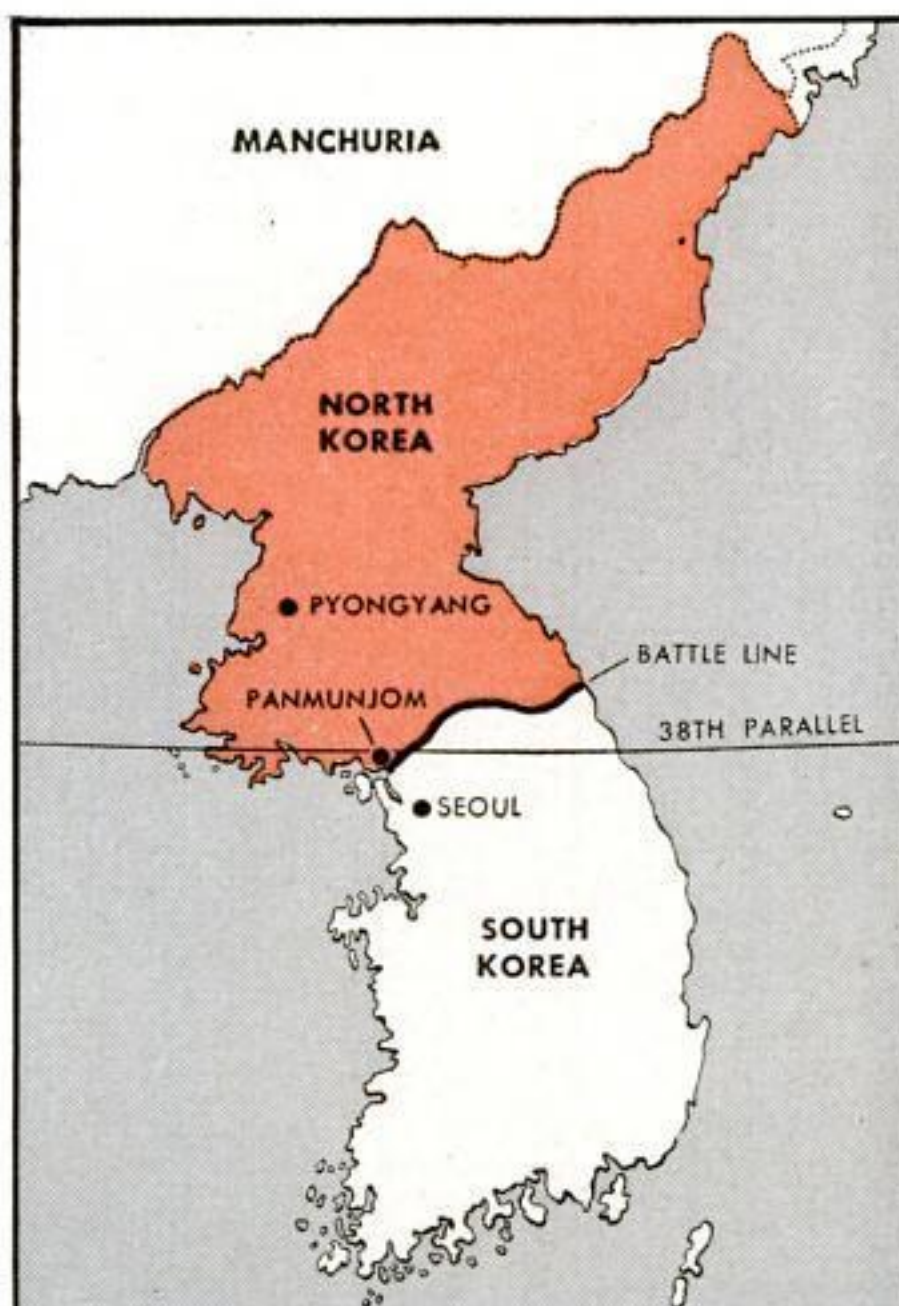 MANCHURIA
NORTH
KOREA
PYONGYANG
BATTLE LINE
PANMUNJOM
38TH PARALLEL
SEOUL
SOUTH
KOREA